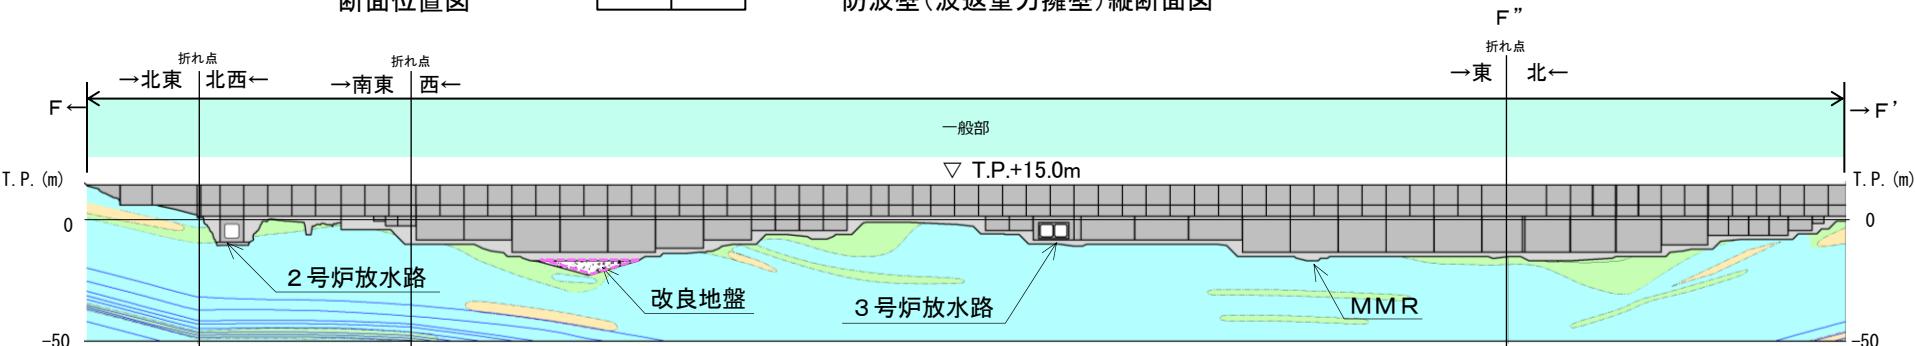 断面位置図
防波壁(波返重力擁壁)縦断面図
F”
折れ点
折れ点
折れ点
→北東 北西←
→南東 西←
→東 北←
F←
→F’
一般部
▽ T.P.+15.0m
T.P.(m)
T.P.(m)
0
0
2号炉放水路
改良地盤
3号炉放水路
MMR
-50
-50